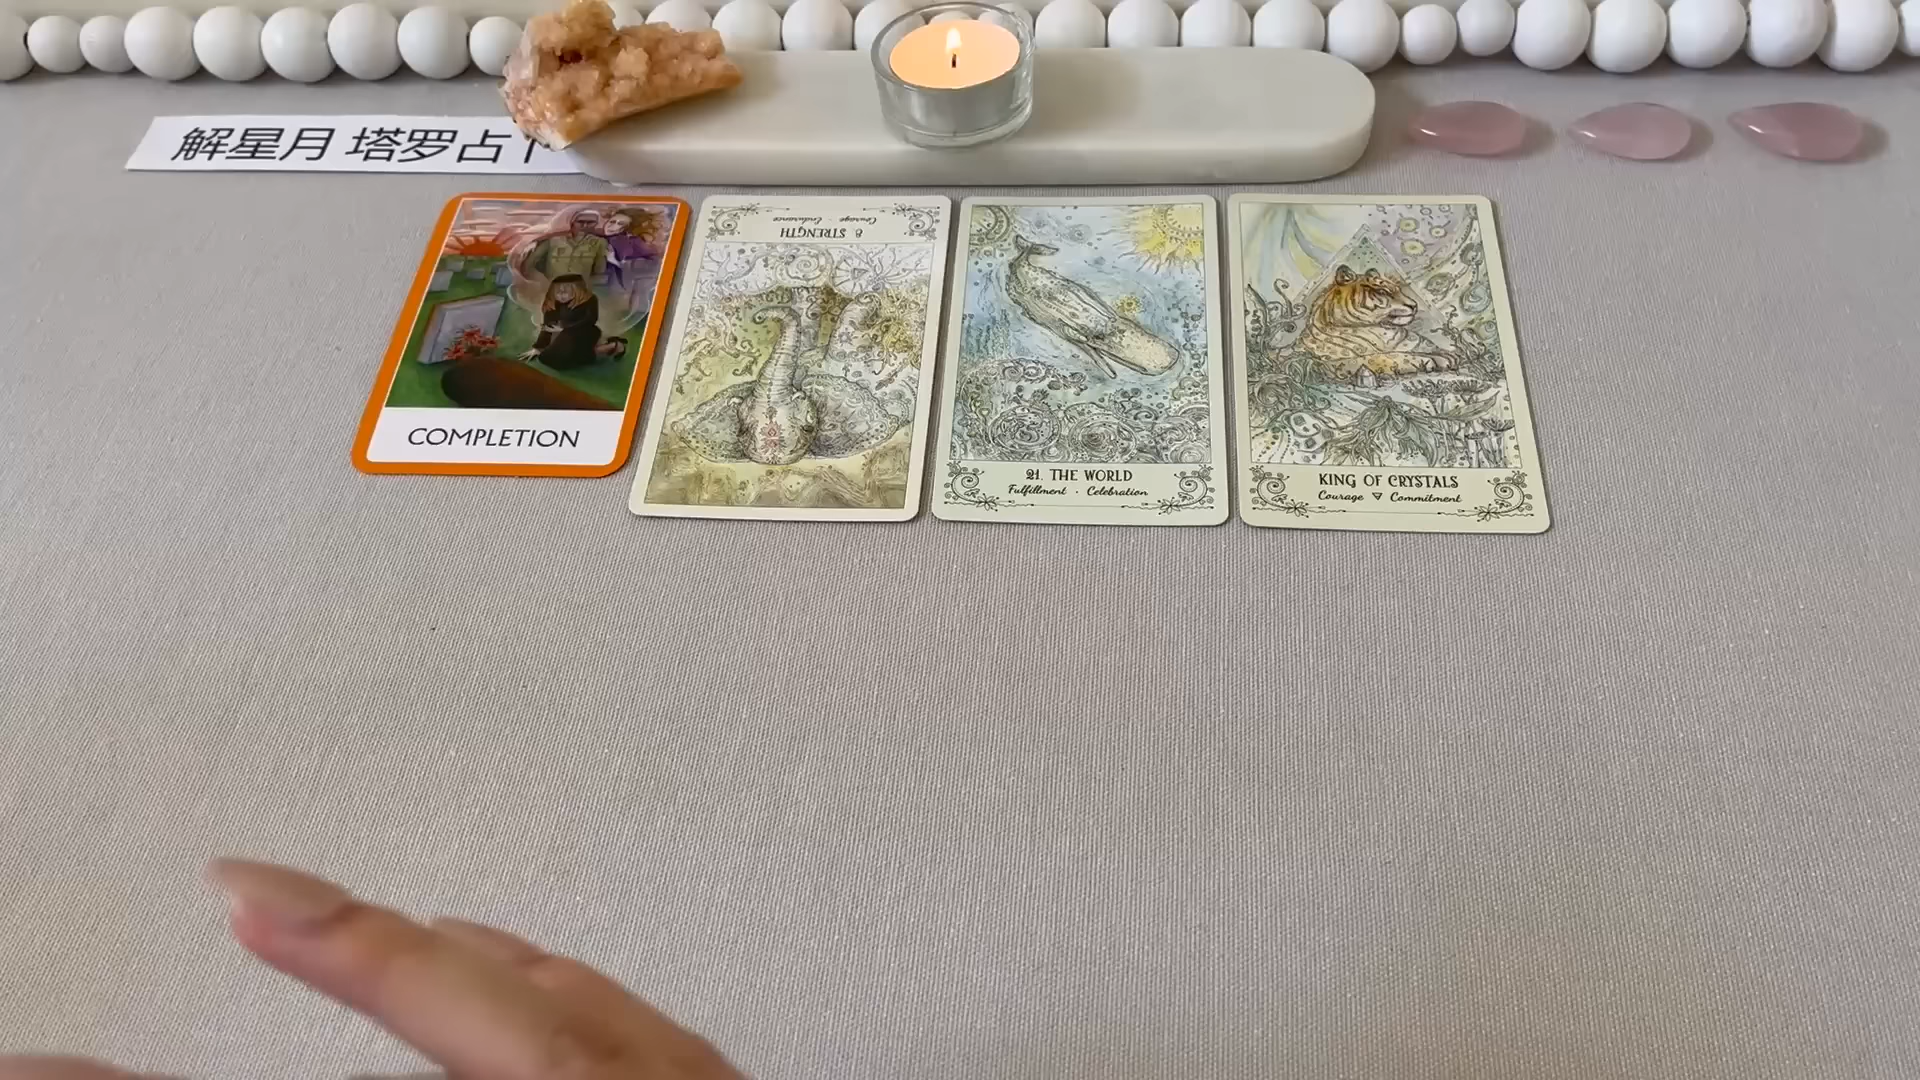 解星月 塔罗占
COMPLETION
8. STRENGTH
Courage · Endurance
21. THE WORLD
Fulfillment · Celebration
KING OF CRYSTALS
Courage ▽ Commitment